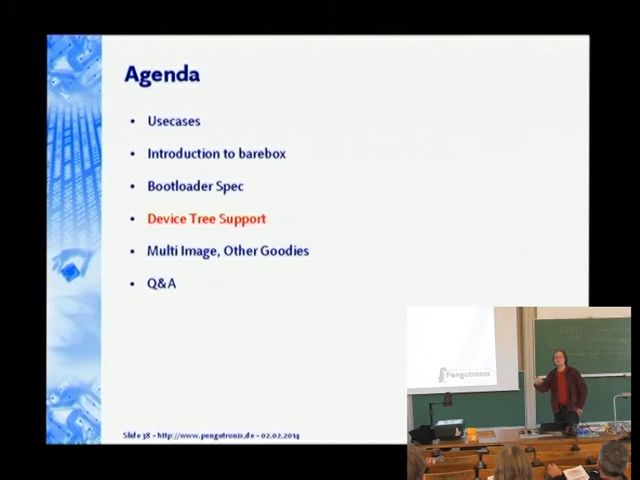 Agenda
• Usecases
• Introduction to barebox
• Bootloader Spec
• Device Tree Support
• Multi Image, Other Goodies
• Q&A
Slide 38 - http://www.pengutronix.de - 02.02.2014
Pengutronix